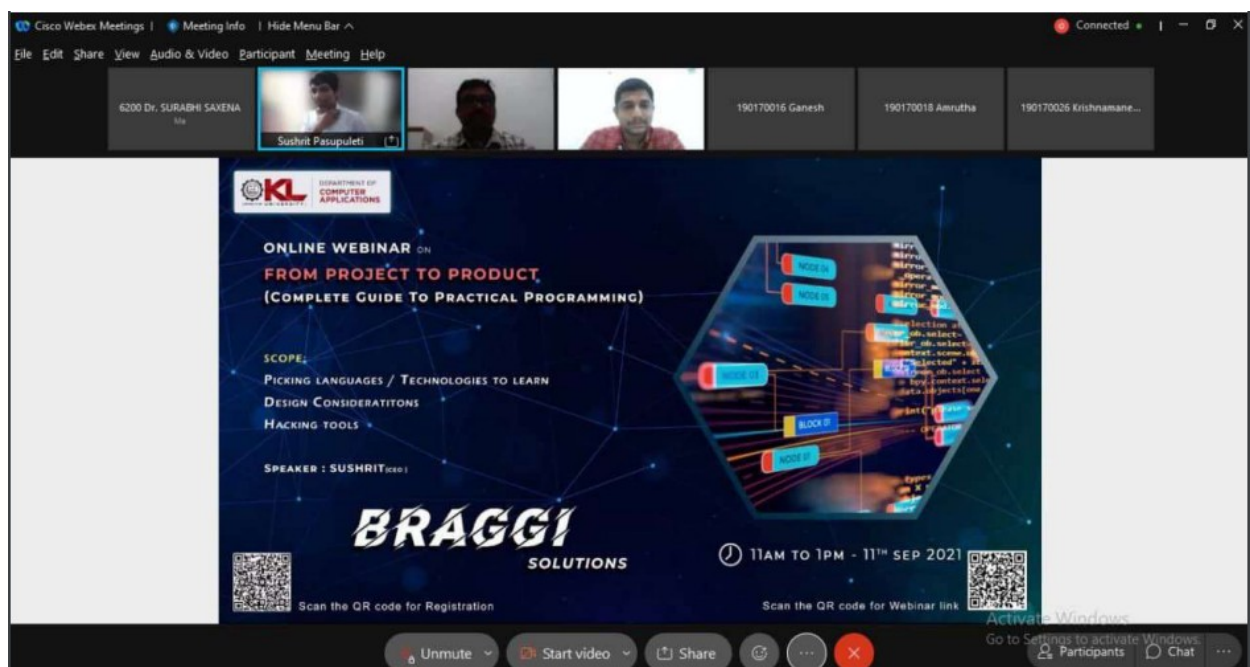 Cisco Webex Meetings | Meeting Info | Hide Menu Bar
Connected
File Edit Share View Audio & Video Participant Meeting Help
6200 Dr. SURABHI SAXENA
Me
Sushrit Pasupuleti
190170016 Ganesh
190170018 Amrutha
190170026 Krishnamane...
KL
DEPARTMENT OF
COMPUTER
APPLICATIONS
ONLINE WEBINAR ON
FROM PROJECT TO PRODUCT
(COMPLETE GUIDE TO PRACTICAL PROGRAMMING)
SCOPE:
PICKING LANGUAGES / TECHNOLOGIES TO LEARN
DESIGN CONSIDERATITONS
HACKING TOOLS
SPEAKER : SUSHRIT (CEO)
NODE 04
NODE 05
NODE 03
BLOCK 01
NODE 01
BRAGGI
SOLUTIONS
11AM TO 1PM - 11TH SEP 2021
Scan the QR code for Registration
Scan the QR code for Webinar link
Activate Windows
Go to Settings to activate Windows.
Unmute
Start video
Share
Participants
Chat